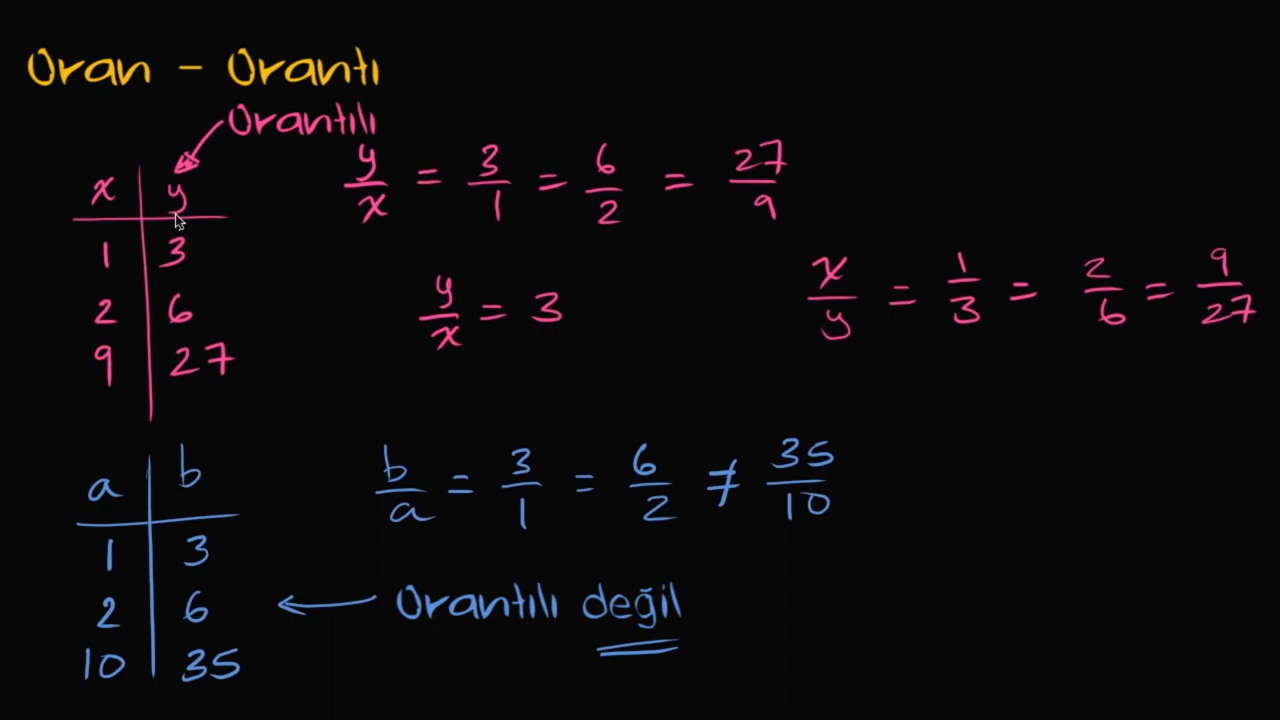 Oran - Orantı
Orantılı
x | y
1 | 3
2 | 6
9 | 27
y/x = 3/1 = 6/2 = 27/9
y/x = 3
x/y = 1/3 = 2/6 = 9/27
a | b
1 | 3
2 | 6
10 | 35
b/a = 3/1 = 6/2 ≠ 35/10
Orantılı değil